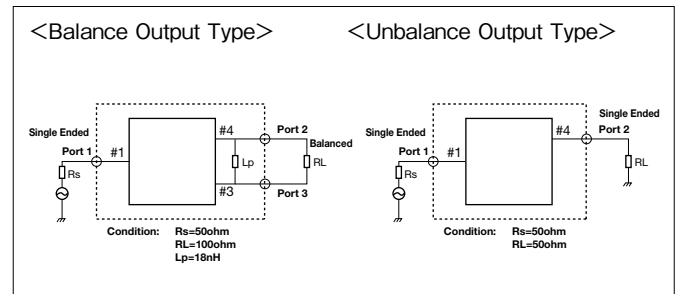 <Balance Output Type>
<Unbalance Output Type>
Single Ended
Port 1
#1
Rs
#4
Port 2
Balanced
Lp
RL
#3
Port 3
Condition: Rs=50ohm
RL=100ohm
Lp=18nH
Single Ended
Port 1
#1
Rs
#4
Single Ended
Port 2
RL
Condition: Rs=50ohm
RL=50ohm